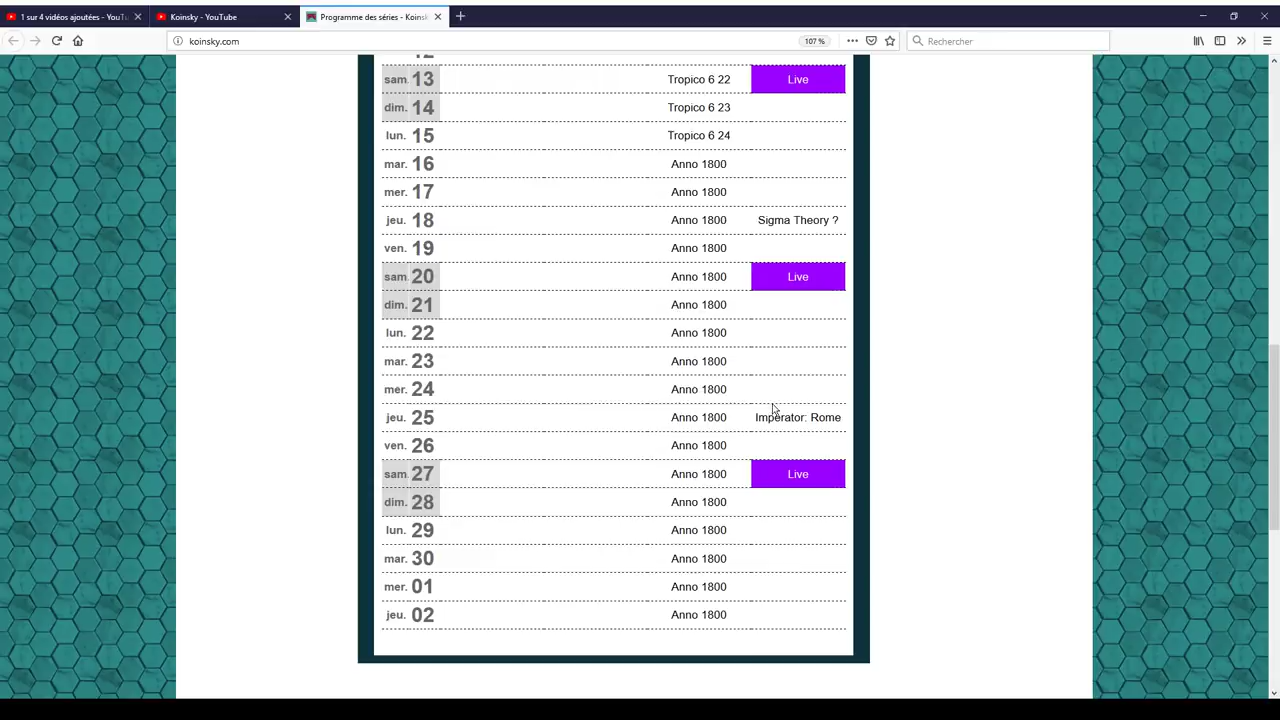 1 sur 4 vidéos ajoutées - YouTu
Koinsky - YouTube
Programme des séries - Koinsk
koinsky.com
107 %
Rechercher
sam. 13 Tropico 6 22 Live
dim. 14 Tropico 6 23
lun. 15 Tropico 6 24
mar. 16 Anno 1800
mer. 17 Anno 1800
jeu. 18 Anno 1800 Sigma Theory ?
ven. 19 Anno 1800
sam. 20 Anno 1800 Live
dim. 21 Anno 1800
lun. 22 Anno 1800
mar. 23 Anno 1800
mer. 24 Anno 1800
jeu. 25 Anno 1800 Imperator: Rome
ven. 26 Anno 1800
sam. 27 Anno 1800 Live
dim. 28 Anno 1800
lun. 29 Anno 1800
mar. 30 Anno 1800
mer. 01 Anno 1800
jeu. 02 Anno 1800